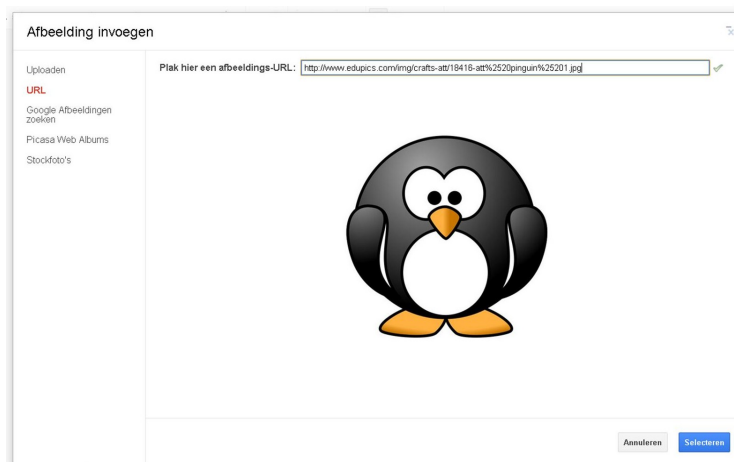 Afbeelding invoegen
Uploaden
URL
Google Afbeeldingen
zoeken
Picasa Web Albums
Stockfoto's
Plak hier een afbeeldings-URL: http://www.edupics.com/img/crafts-att/18416-att%2520pinguin%25201.jpg
Annuleren Selecteren